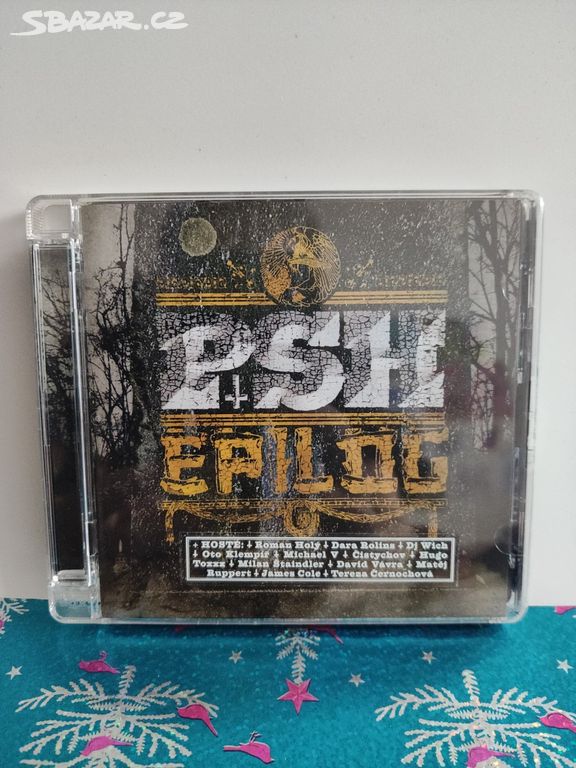 SBAZAR.CZ
PSH
EPILOG
+ HOSTÉ: + Roman Holý + Dara Rolins + Dj Wich
+ Oto Klempíř + Michael V + Čistychov + Hugo
Toxxx + Milan Šteindler + David Vávra + Matěj
Ruppert + James Cole + Tereza Černochová